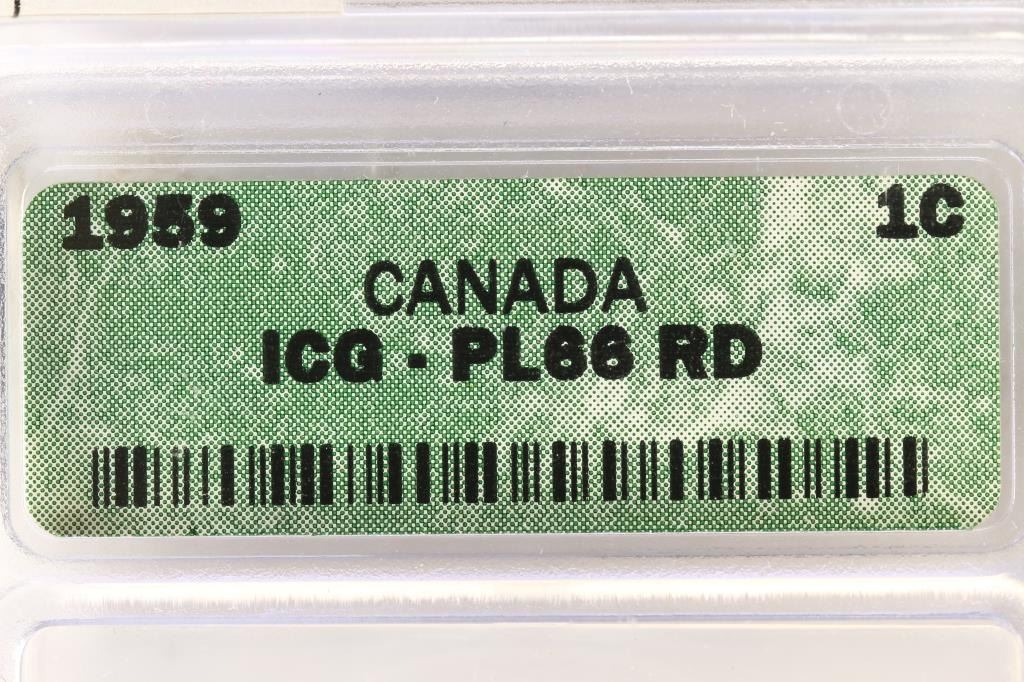 1959 1C
CANADA
ICG · PL66 RD